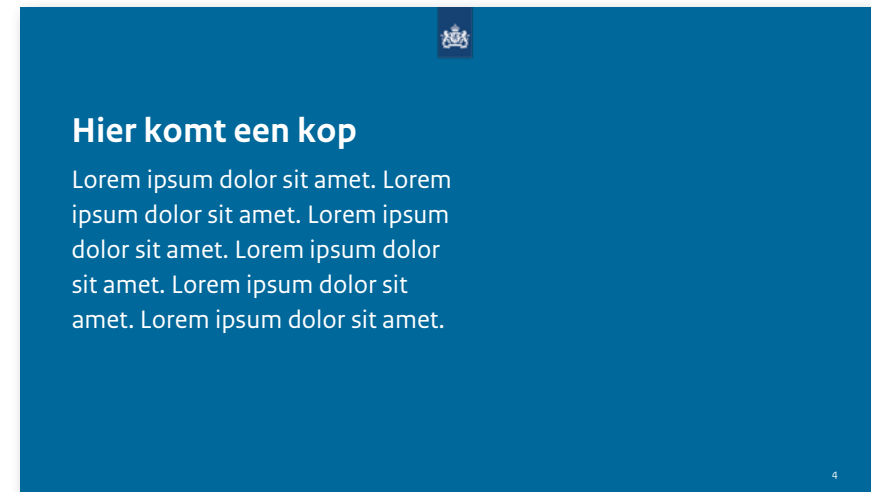 Hier komt een kop
Lorem ipsum dolor sit amet. Lorem
ipsum dolor sit amet. Lorem ipsum
dolor sit amet. Lorem ipsum dolor
sit amet. Lorem ipsum dolor sit
amet. Lorem ipsum dolor sit amet.
4